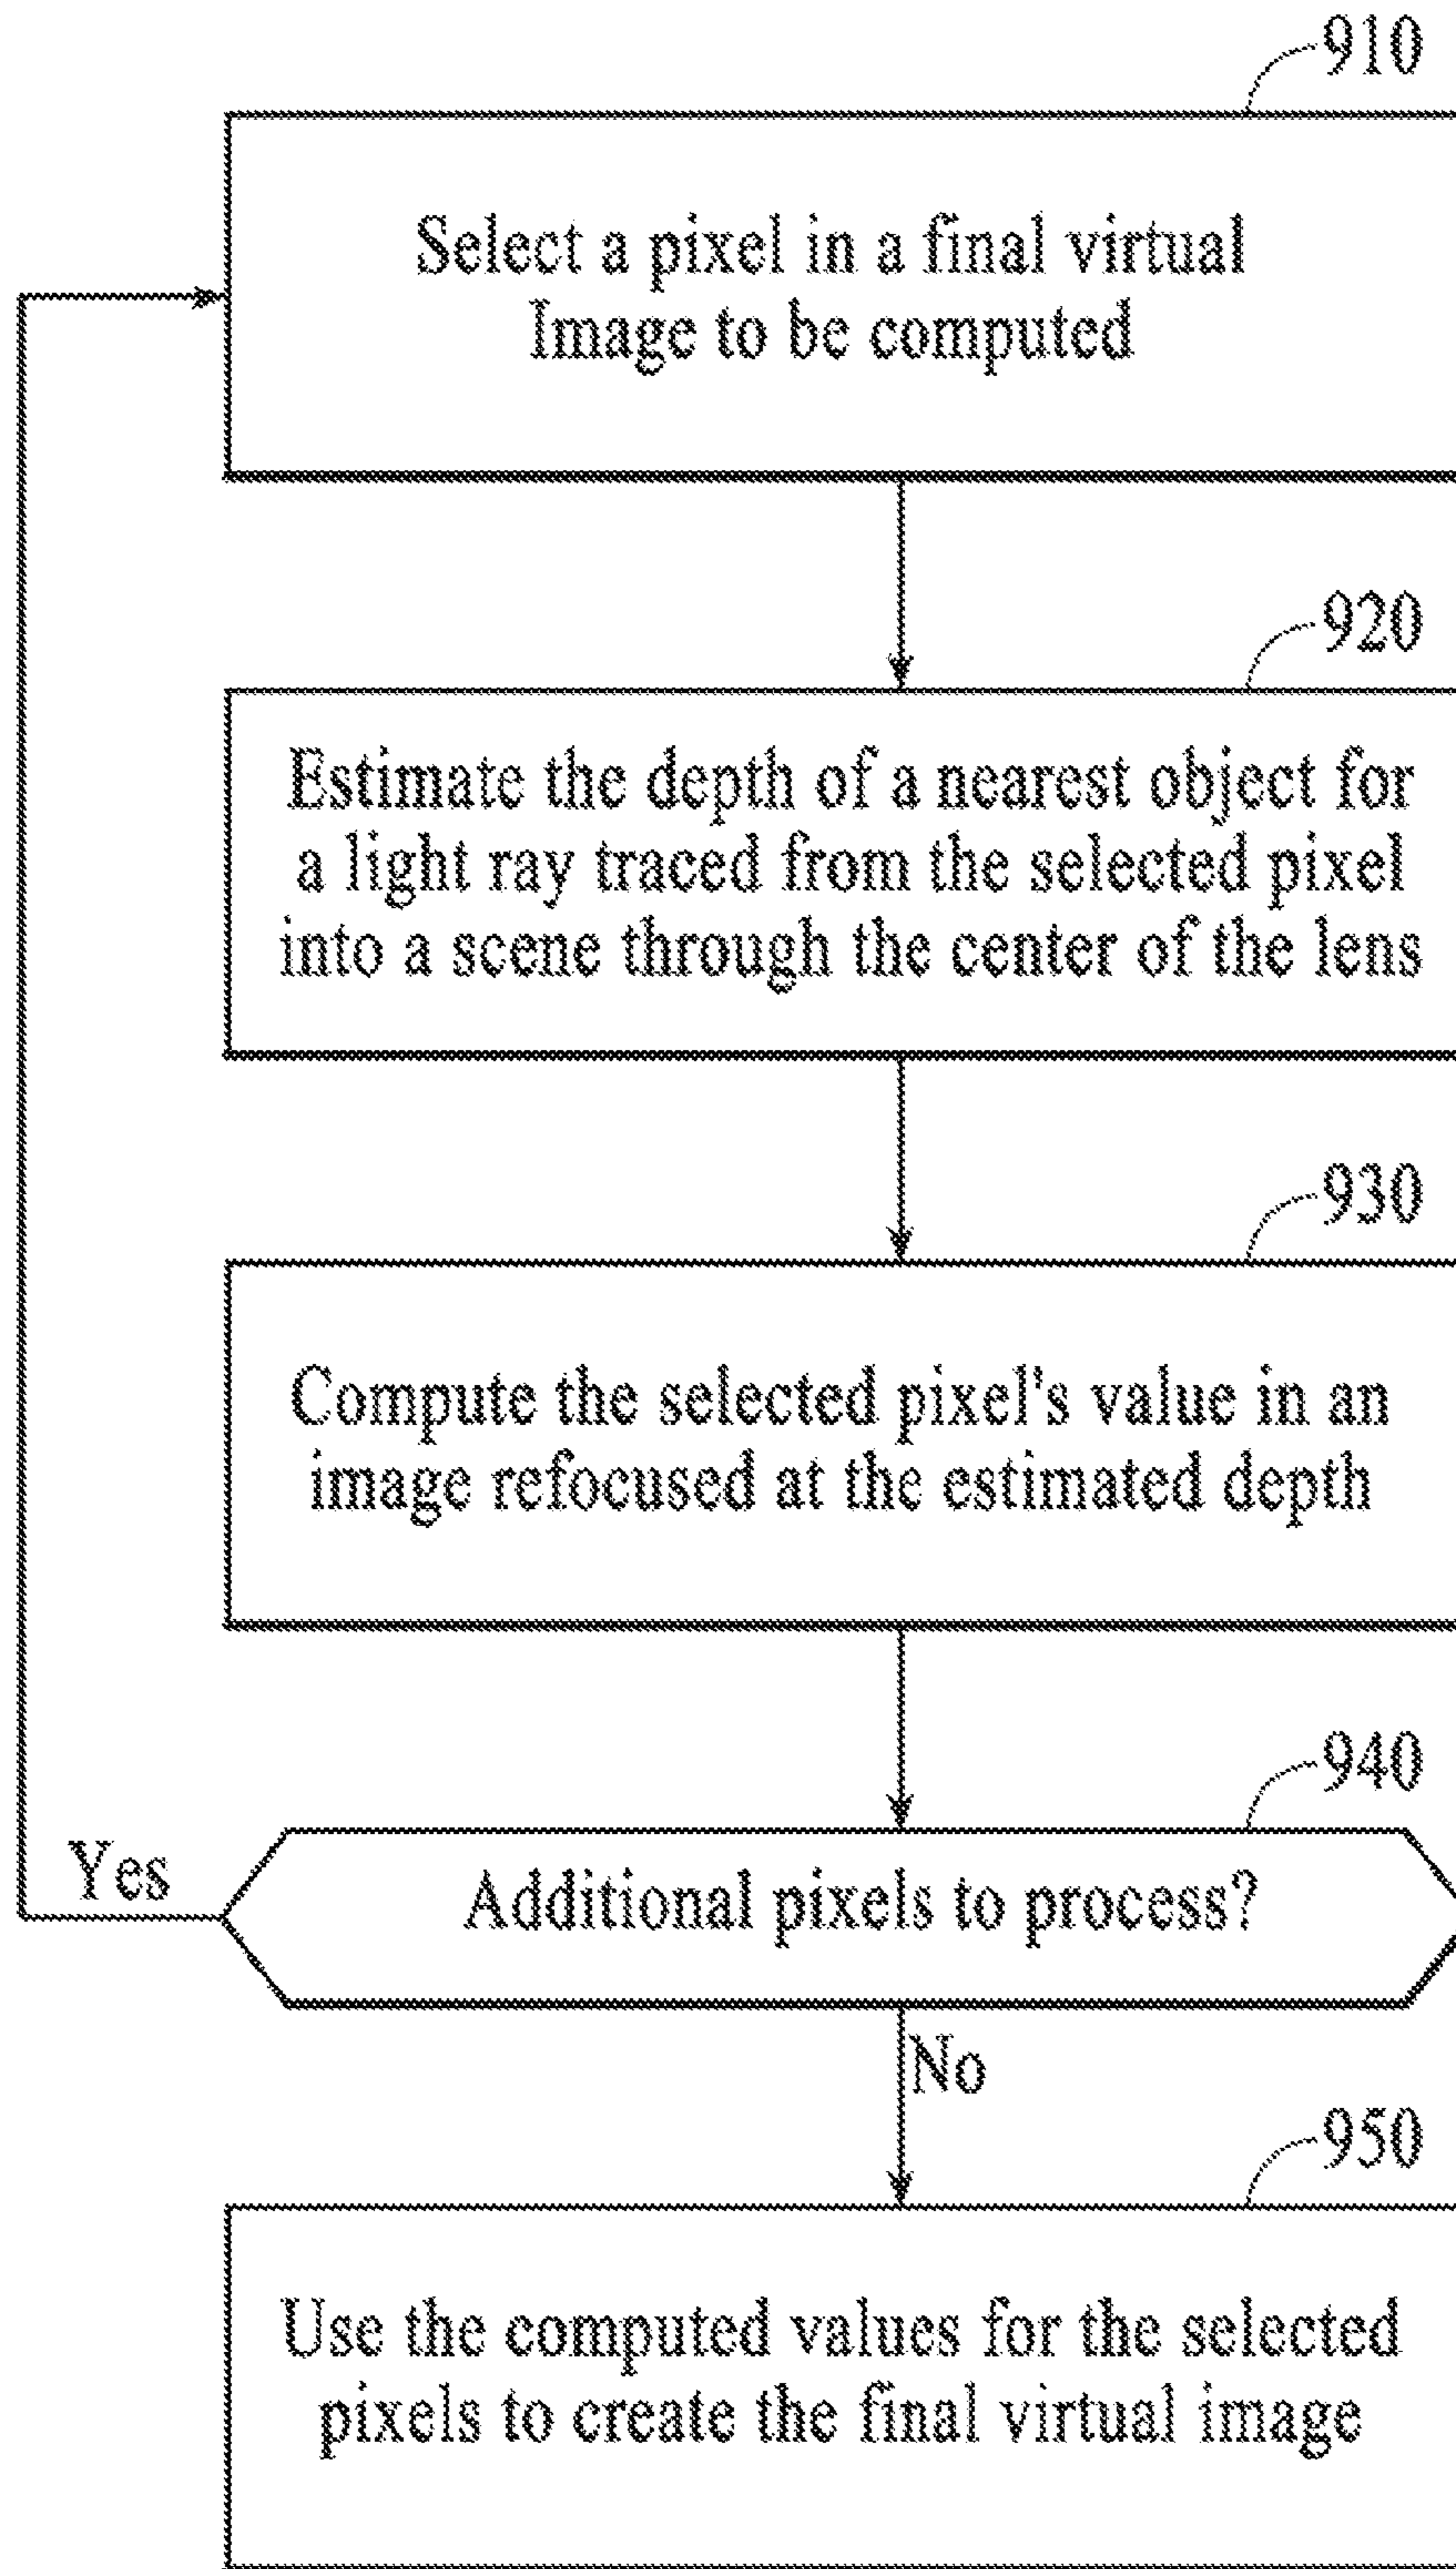 910
Select a pixel in a final virtual
Image to be computed
920
Estimate the depth of a nearest object for
a light ray traced from the selected pixel
into a scene through the center of the lens
930
Compute the selected pixel's value in an
image refocused at the estimated depth
940
Yes
Additional pixels to process?
No
950
Use the computed values for the selected
pixels to create the final virtual image